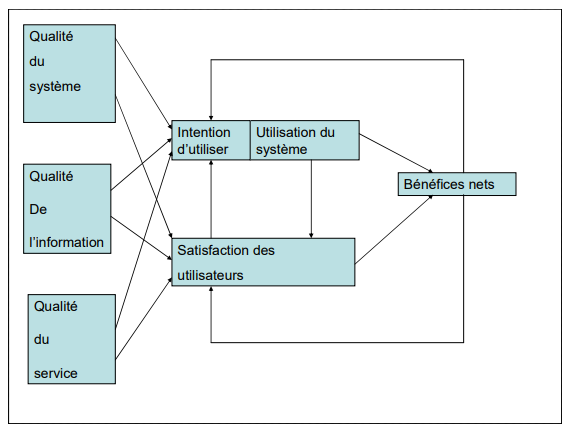 Qualité
du
système
Intention
d'utiliser
Utilisation du
système
Qualité
De
l'information
Bénéfices nets
Satisfaction des
utilisateurs
Qualité
du
service